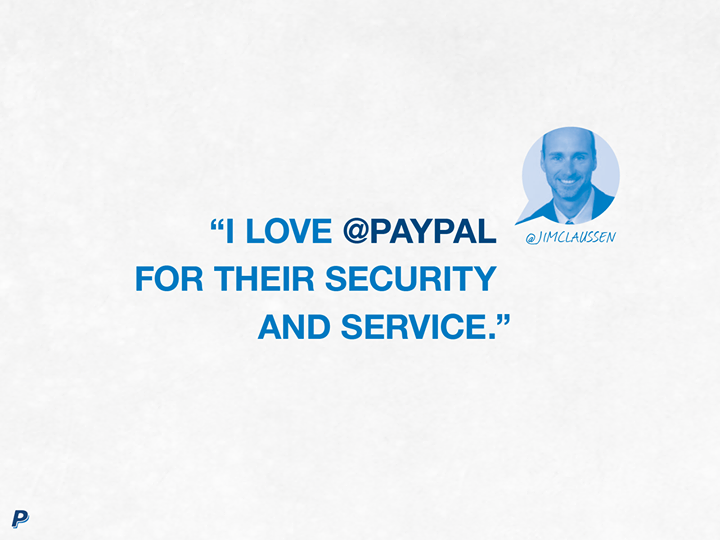 “I LOVE @PAYPAL
FOR THEIR SECURITY
AND SERVICE.”
@JIMCLAUSSEN
P